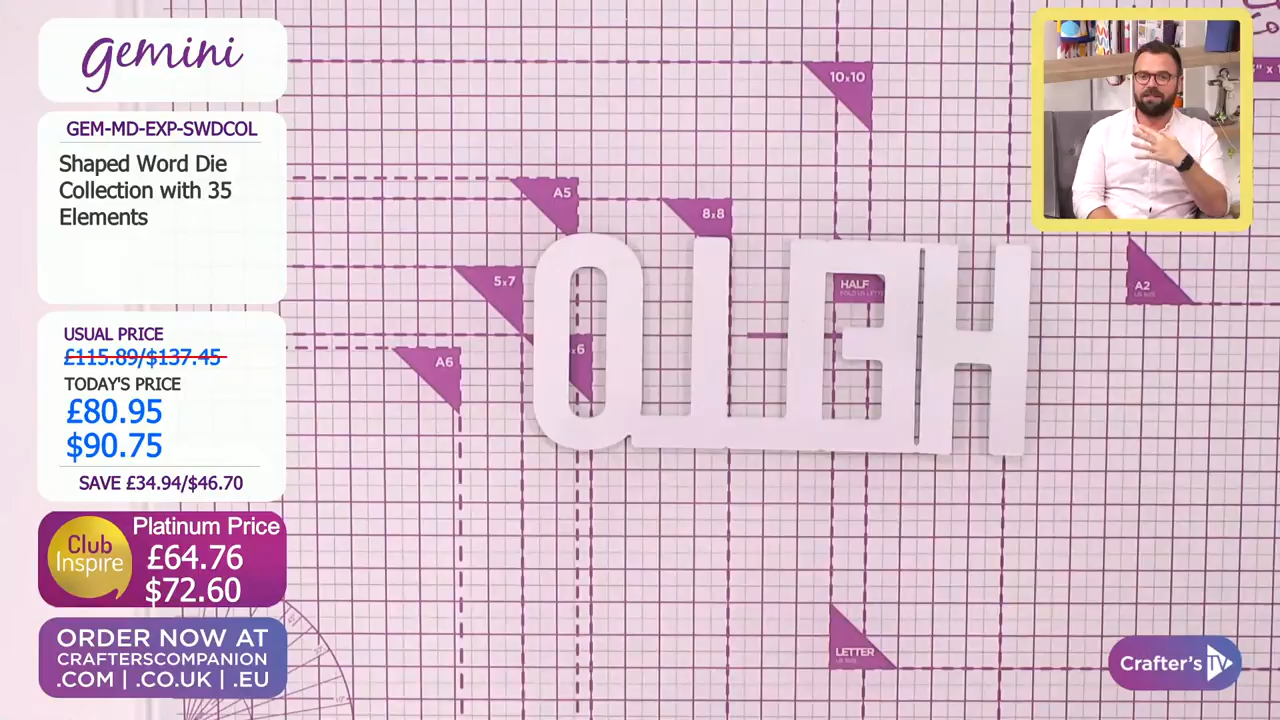 gemini
GEM-MD-EXP-SWDCOL
Shaped Word Die
Collection with 35
Elements
USUAL PRICE
£115.89/$137.45
TODAY'S PRICE
£80.95
$90.75
SAVE £34.94/$46.70
Club
Inspire
Platinum Price
£64.76
$72.60
ORDER NOW AT
CRAFTERSCOMPANION
.COM | .CO.UK | .EU
10x10
A5
8x8
5x7
HALF
A2
A6
LETTER
Crafter's TV